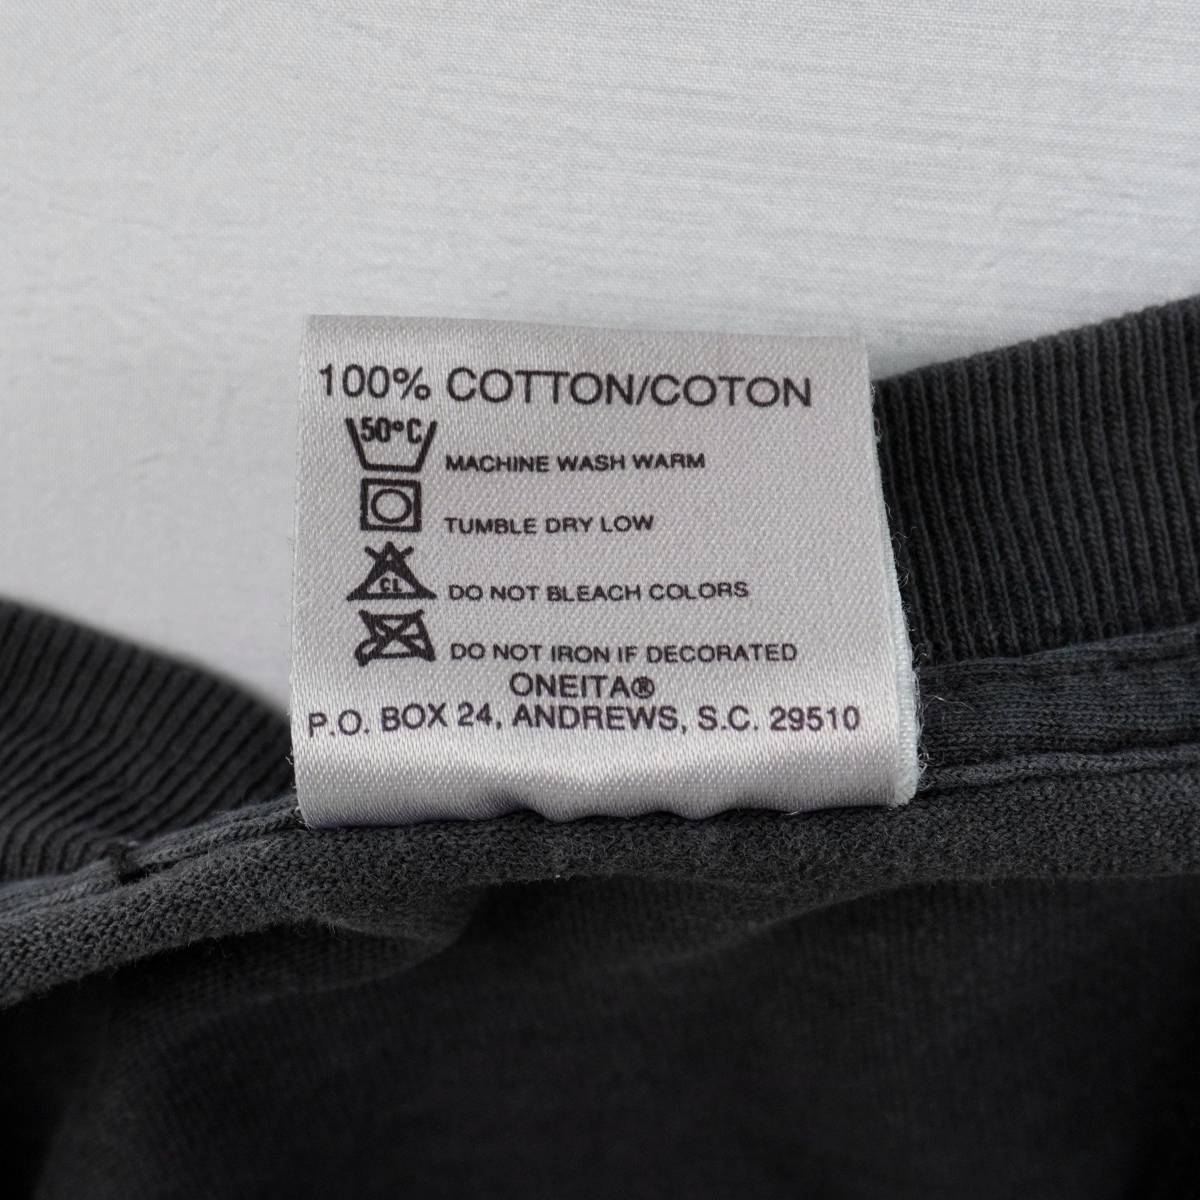 100% COTTON/COTON
50°C MACHINE WASH WARM
TUMBLE DRY LOW
CL DO NOT BLEACH COLORS
DO NOT IRON IF DECORATED
ONEITA®
P.O. BOX 24, ANDREWS, S.C. 29510